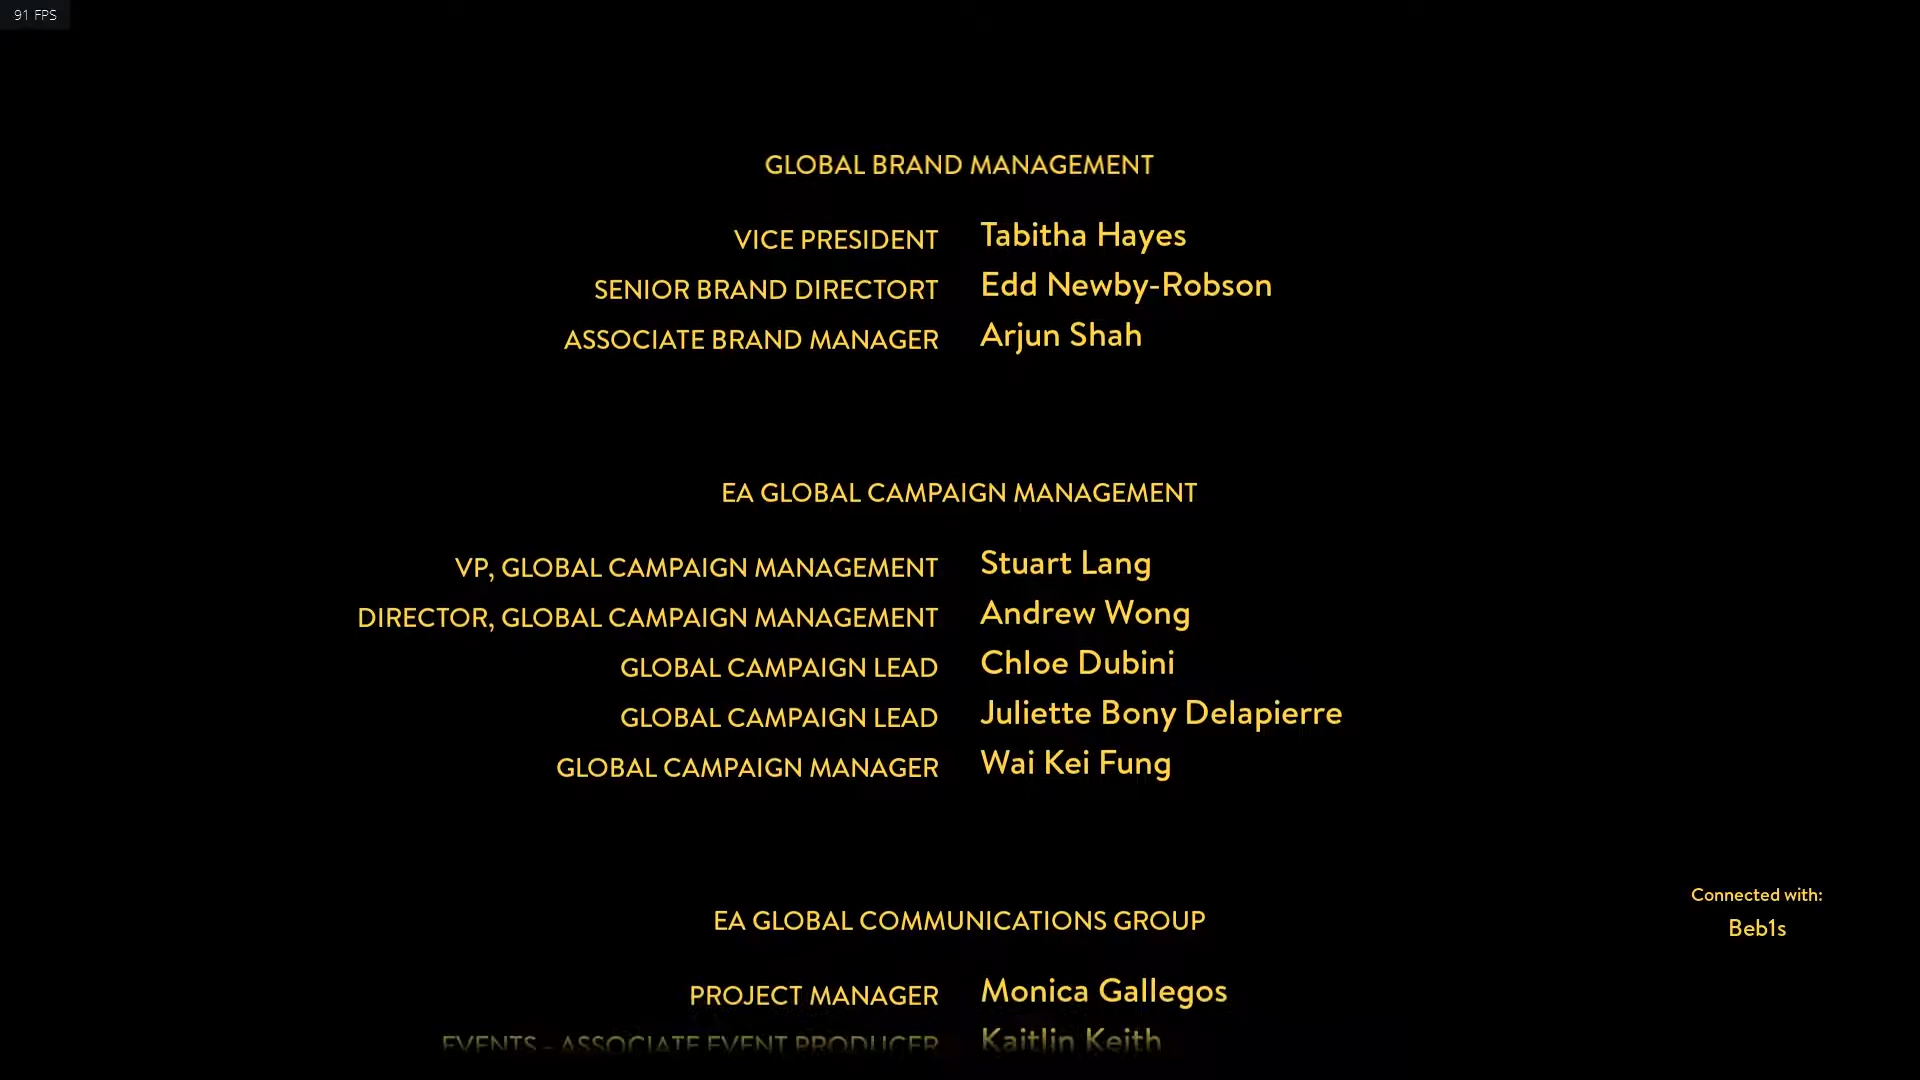 91 FPS
GLOBAL BRAND MANAGEMENT
VICE PRESIDENT Tabitha Hayes
SENIOR BRAND DIRECTORT Edd Newby-Robson
ASSOCIATE BRAND MANAGER Arjun Shah
EA GLOBAL CAMPAIGN MANAGEMENT
VP, GLOBAL CAMPAIGN MANAGEMENT Stuart Lang
DIRECTOR, GLOBAL CAMPAIGN MANAGEMENT Andrew Wong
GLOBAL CAMPAIGN LEAD Chloe Dubini
GLOBAL CAMPAIGN LEAD Juliette Bony Delapierre
GLOBAL CAMPAIGN MANAGER Wai Kei Fung
Connected with:
Beb1s
EA GLOBAL COMMUNICATIONS GROUP
PROJECT MANAGER Monica Gallegos
EVENTS - ASSOCIATE EVENT PRODUCER Kaitlin Keith